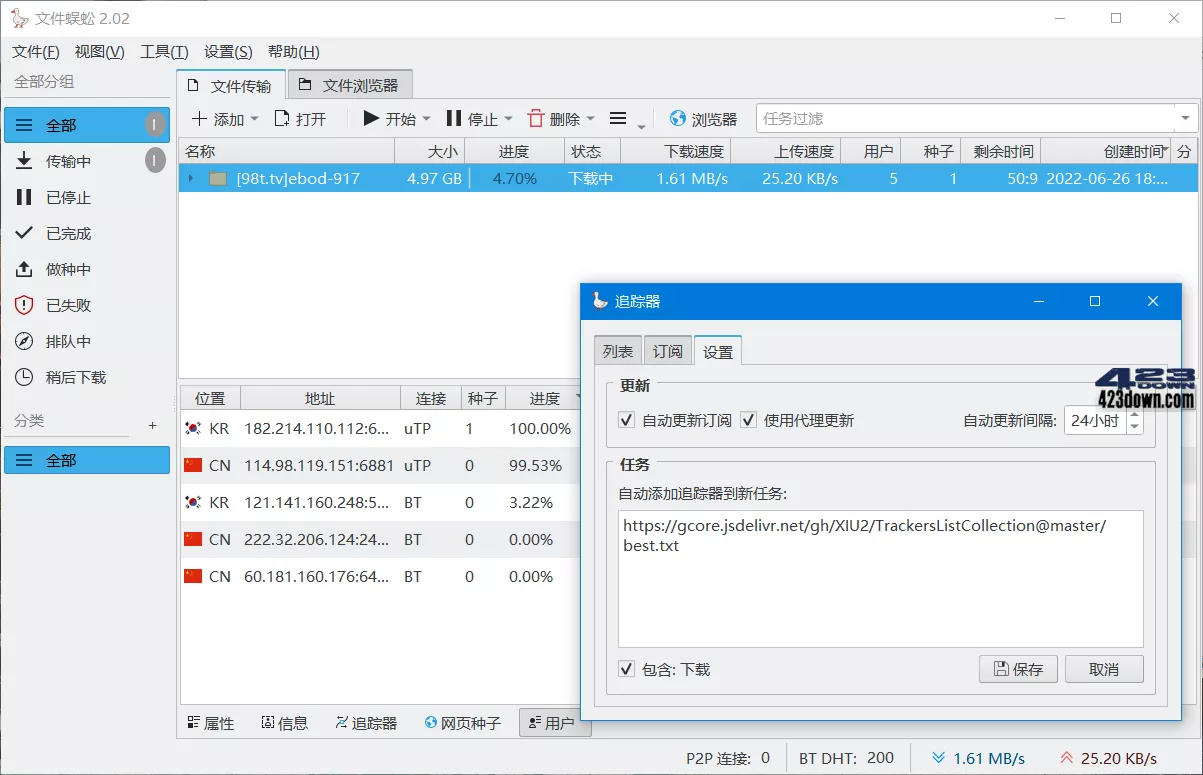 文件蜈蚣 2.02
文件(F) 视图(V) 工具(T) 设置(S) 帮助(H)
全部分组
全部
传输中
已停止
已完成
做种中
已失败
排队中
稍后下载
分类 +
全部
文件传输 文件浏览器
添加 打开 开始 停止 删除 浏览器 任务过滤
名称 大小 进度 状态 下载速度 上传速度 用户 种子 剩余时间 创建时间 分
[98t.tv]ebod-917 4.97 GB 4.70% 下载中 1.61 MB/s 25.20 KB/s 5 1 50:9 2022-06-26 18:...
位置 地址 连接 种子 进度
KR 182.214.110.112:6... uTP 1 100.00%
CN 114.98.119.151:6881 uTP 0 99.53%
KR 121.141.160.248:5... BT 0 3.22%
CN 222.32.206.124:24... BT 0 0.00%
CN 60.181.160.176:64... BT 0 0.00%
属性 信息 追踪器 网页种子 用户
追踪器
列表 订阅 设置
更新
自动更新订阅 使用代理更新 自动更新间隔: 24小时
任务
自动添加追踪器到新任务:
https://gcore.jsdelivr.net/gh/XIU2/TrackersListCollection@master/
best.txt
包含: 下载 保存 取消
423
DOWN
423down.com
P2P 连接: 0 BT DHT: 200 1.61 MB/s 25.20 KB/s